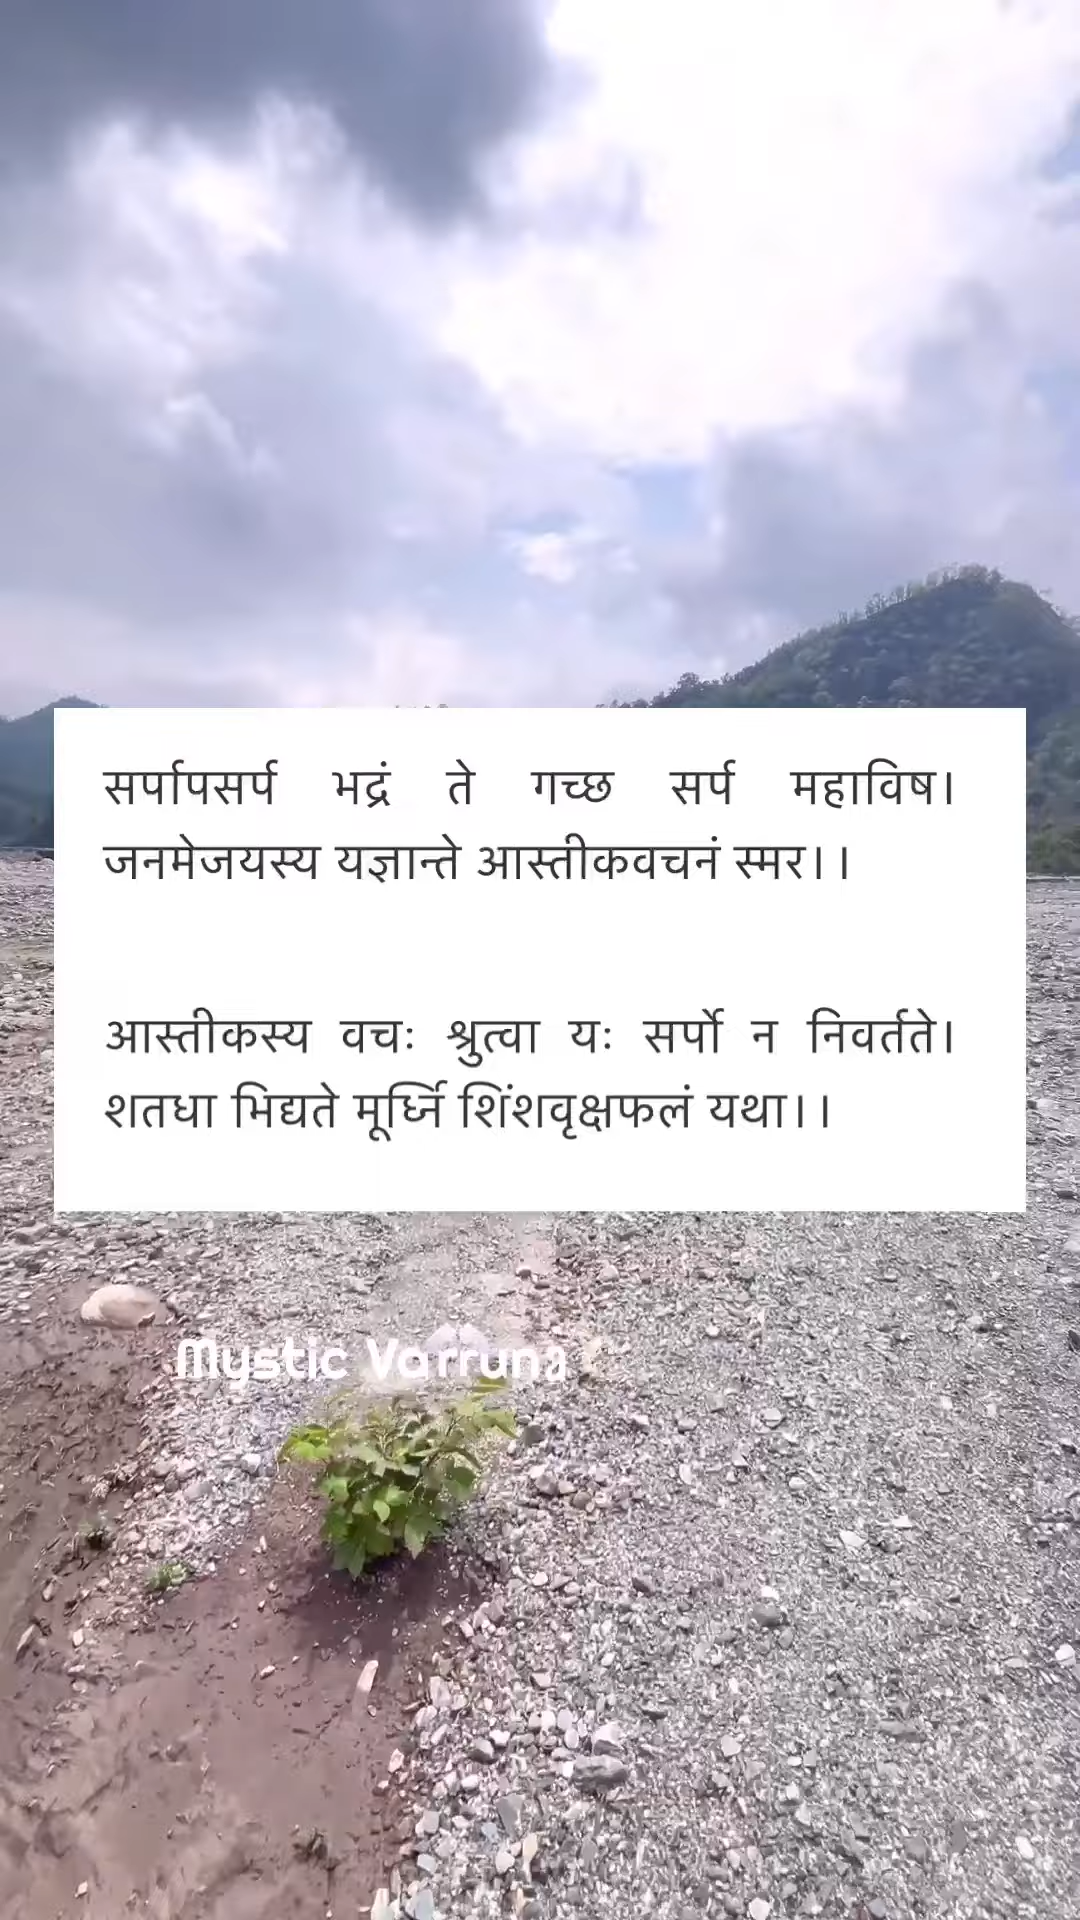 सर्पापसर्प भद्रं ते गच्छ सर्प महाविष।
जनमेजयस्य यज्ञान्ते आस्तीकवचनं स्मर।।
आस्तीकस्य वचः श्रुत्वा यः सर्पो न निवर्तते।
शतधा भिद्यते मूर्ध्नि शिंशवृक्षफलं यथा।।
Mystic Varruna